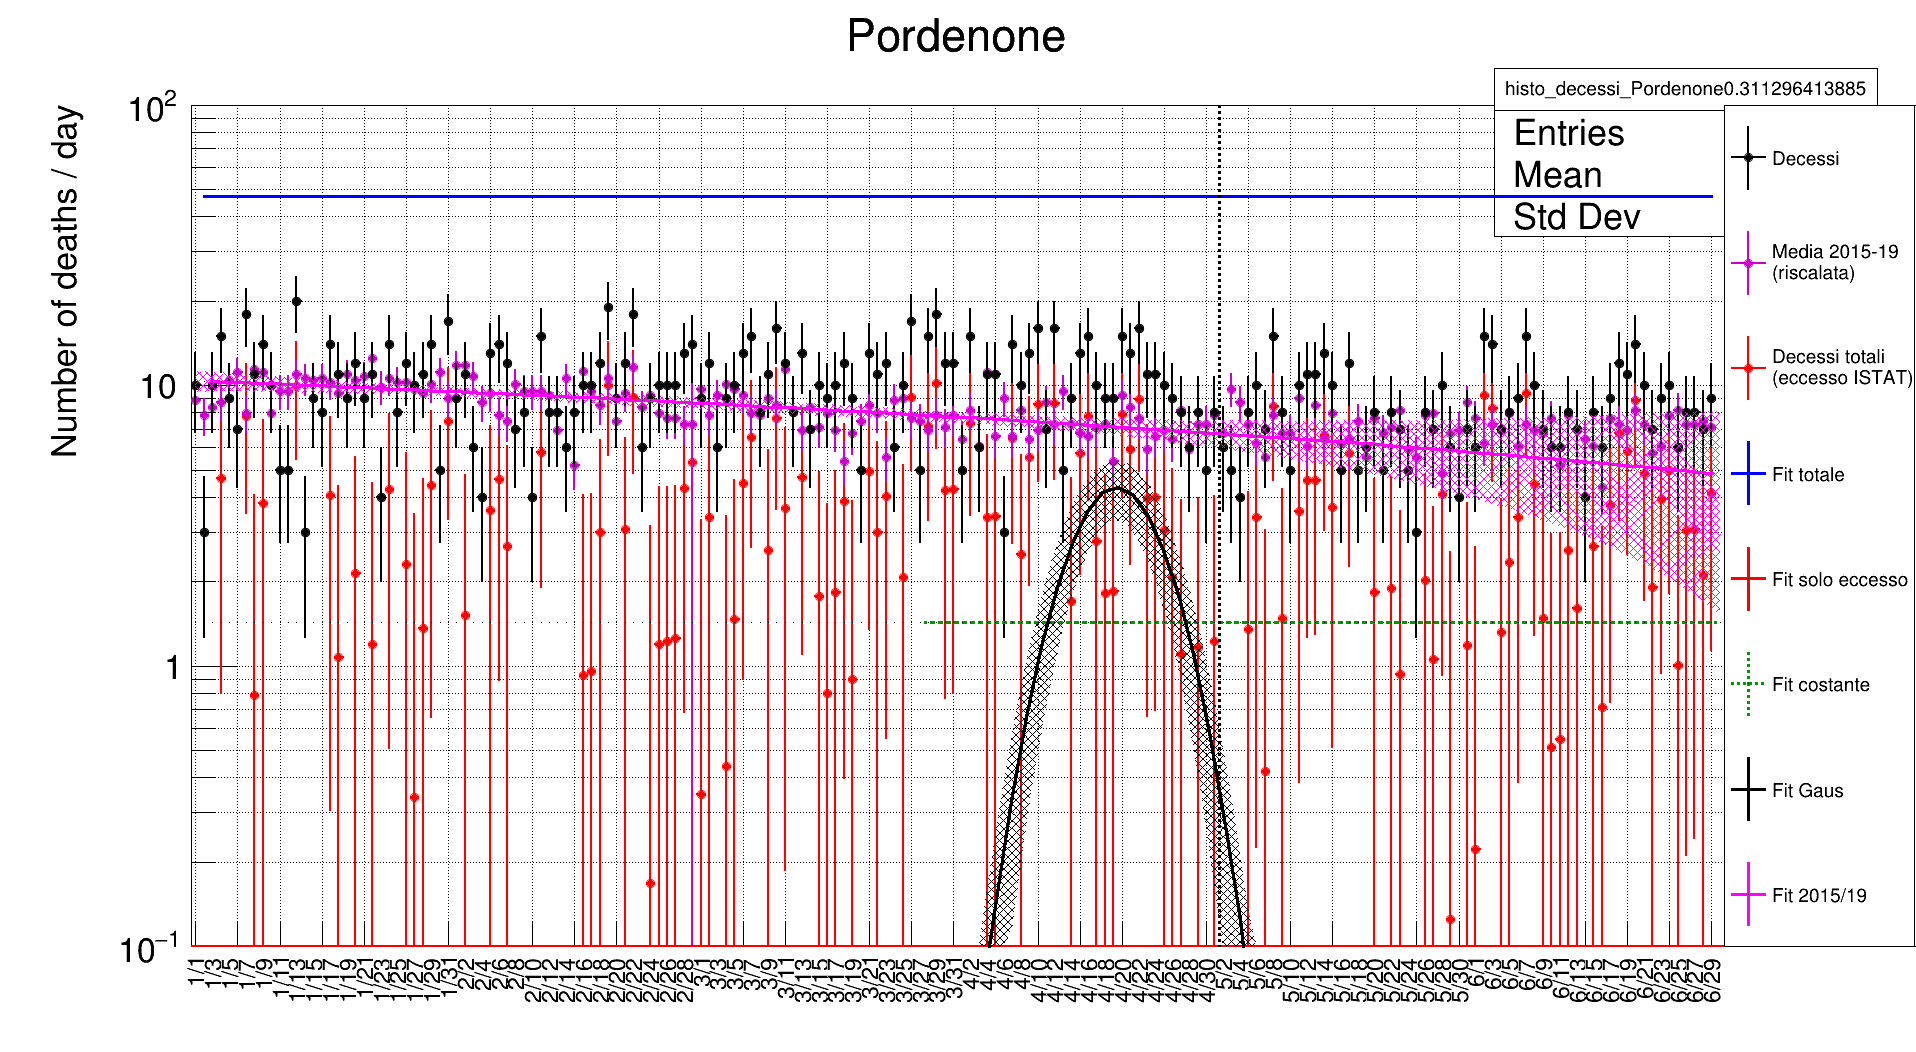 Pordenone
histo_decessi_Pordenone0.311296413885
Entries
Mean
Std Dev
Number of deaths / day
10²
10
1
10⁻¹
Decessi
Media 2015-19
(riscalata)
Decessi totali
(eccesso ISTAT)
Fit totale
Fit solo eccesso
Fit costante
Fit Gaus
Fit 2015/19
1/1 1/3 1/5 1/7 1/9 1/11 1/13 1/15 1/17 1/19 1/21 1/23 1/25 1/27 1/29 1/31 2/2 2/4 2/6 2/8 2/10 2/12 2/14 2/16 2/18 2/20 2/22 2/24 2/26 2/28 3/1 3/3 3/5 3/7 3/9 3/11 3/13 3/15 3/17 3/19 3/21 3/23 3/25 3/27 3/29 3/31 4/2 4/4 4/6 4/8 4/10 4/12 4/14 4/16 4/18 4/20 4/22 4/24 4/26 4/28 4/30 5/2 5/4 5/6 5/8 5/10 5/12 5/14 5/16 5/18 5/20 5/22 5/24 5/26 5/28 5/30 6/1 6/3 6/5 6/7 6/9 6/11 6/13 6/15 6/17 6/19 6/21 6/23 6/25 6/27 6/29